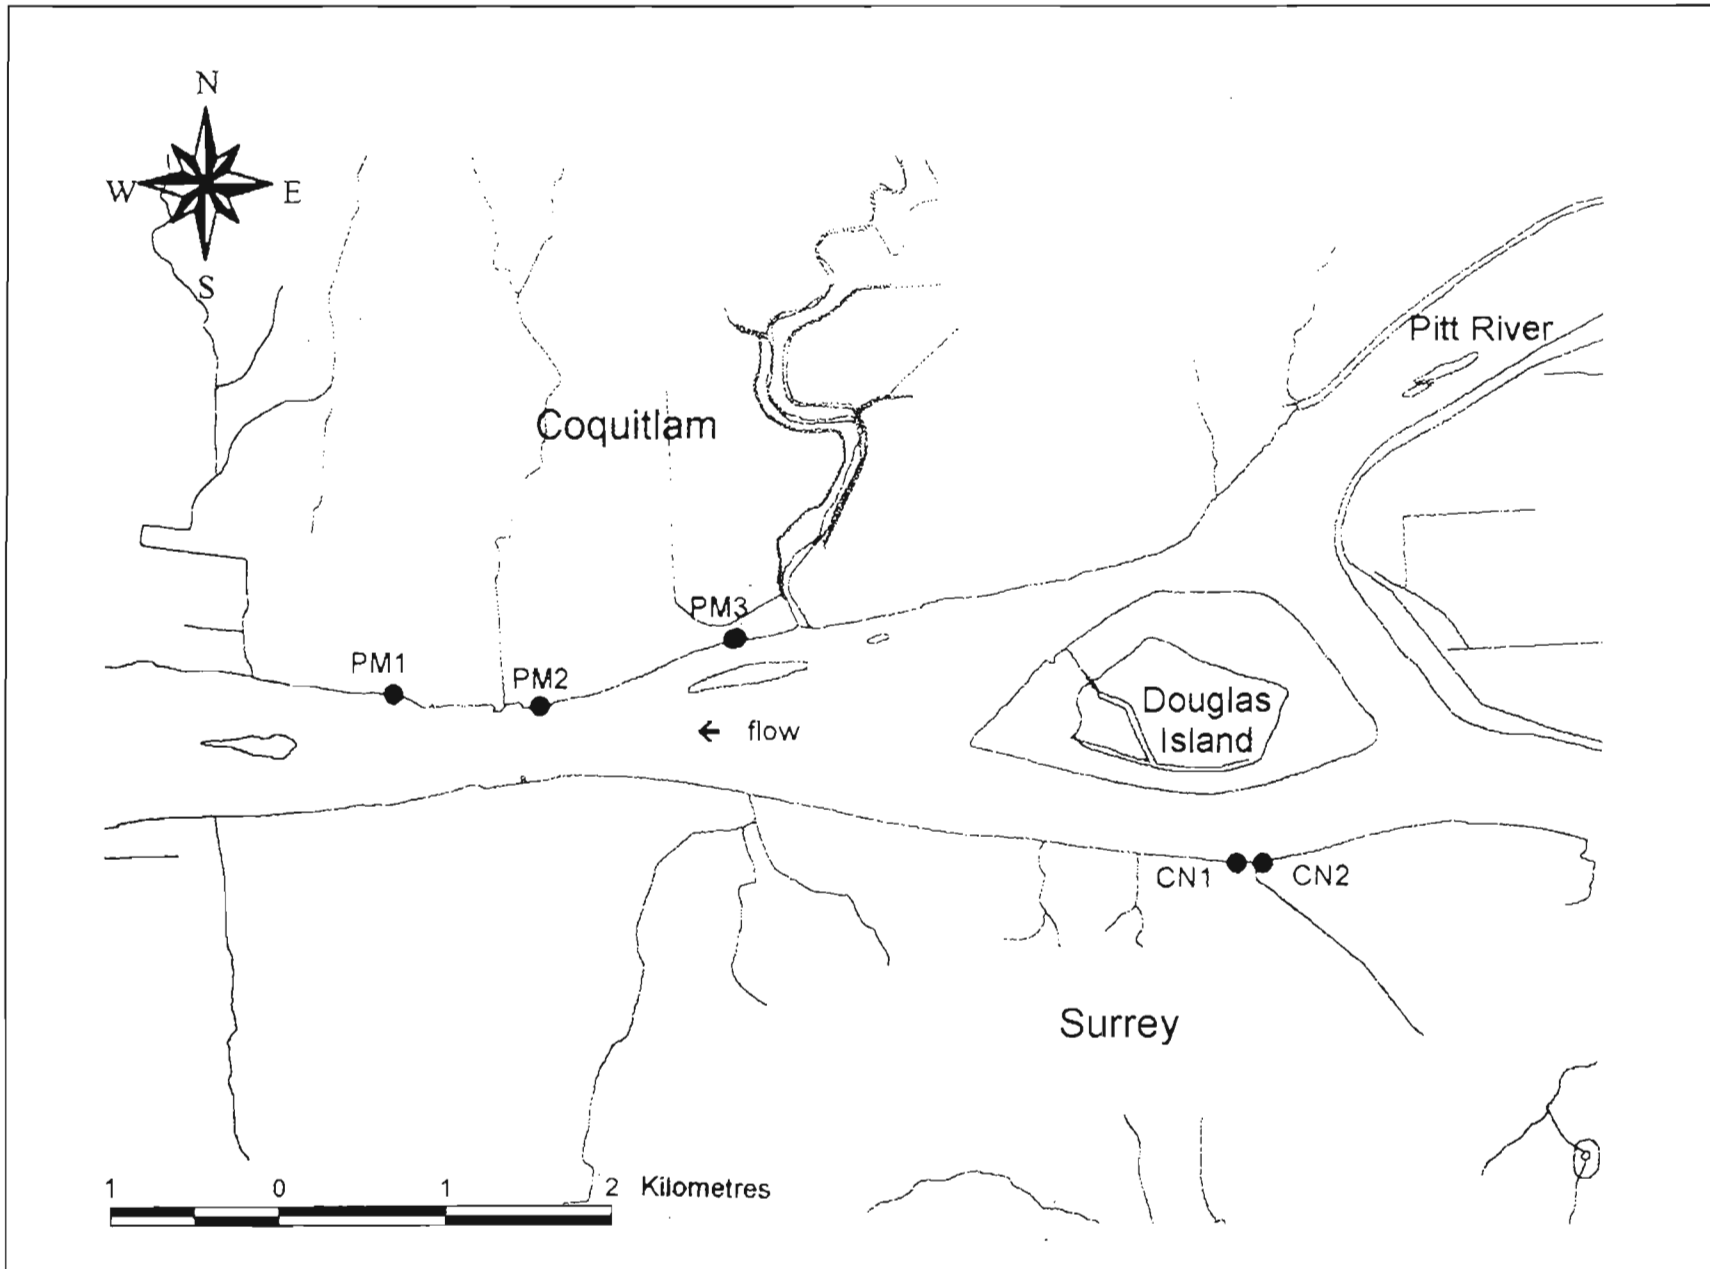 N
W E
S
Pitt River
Coquitlam
PM3
PM1
PM2
Douglas
Island
← flow
CN1
CN2
Surrey
1 0 1 2 Kilometres